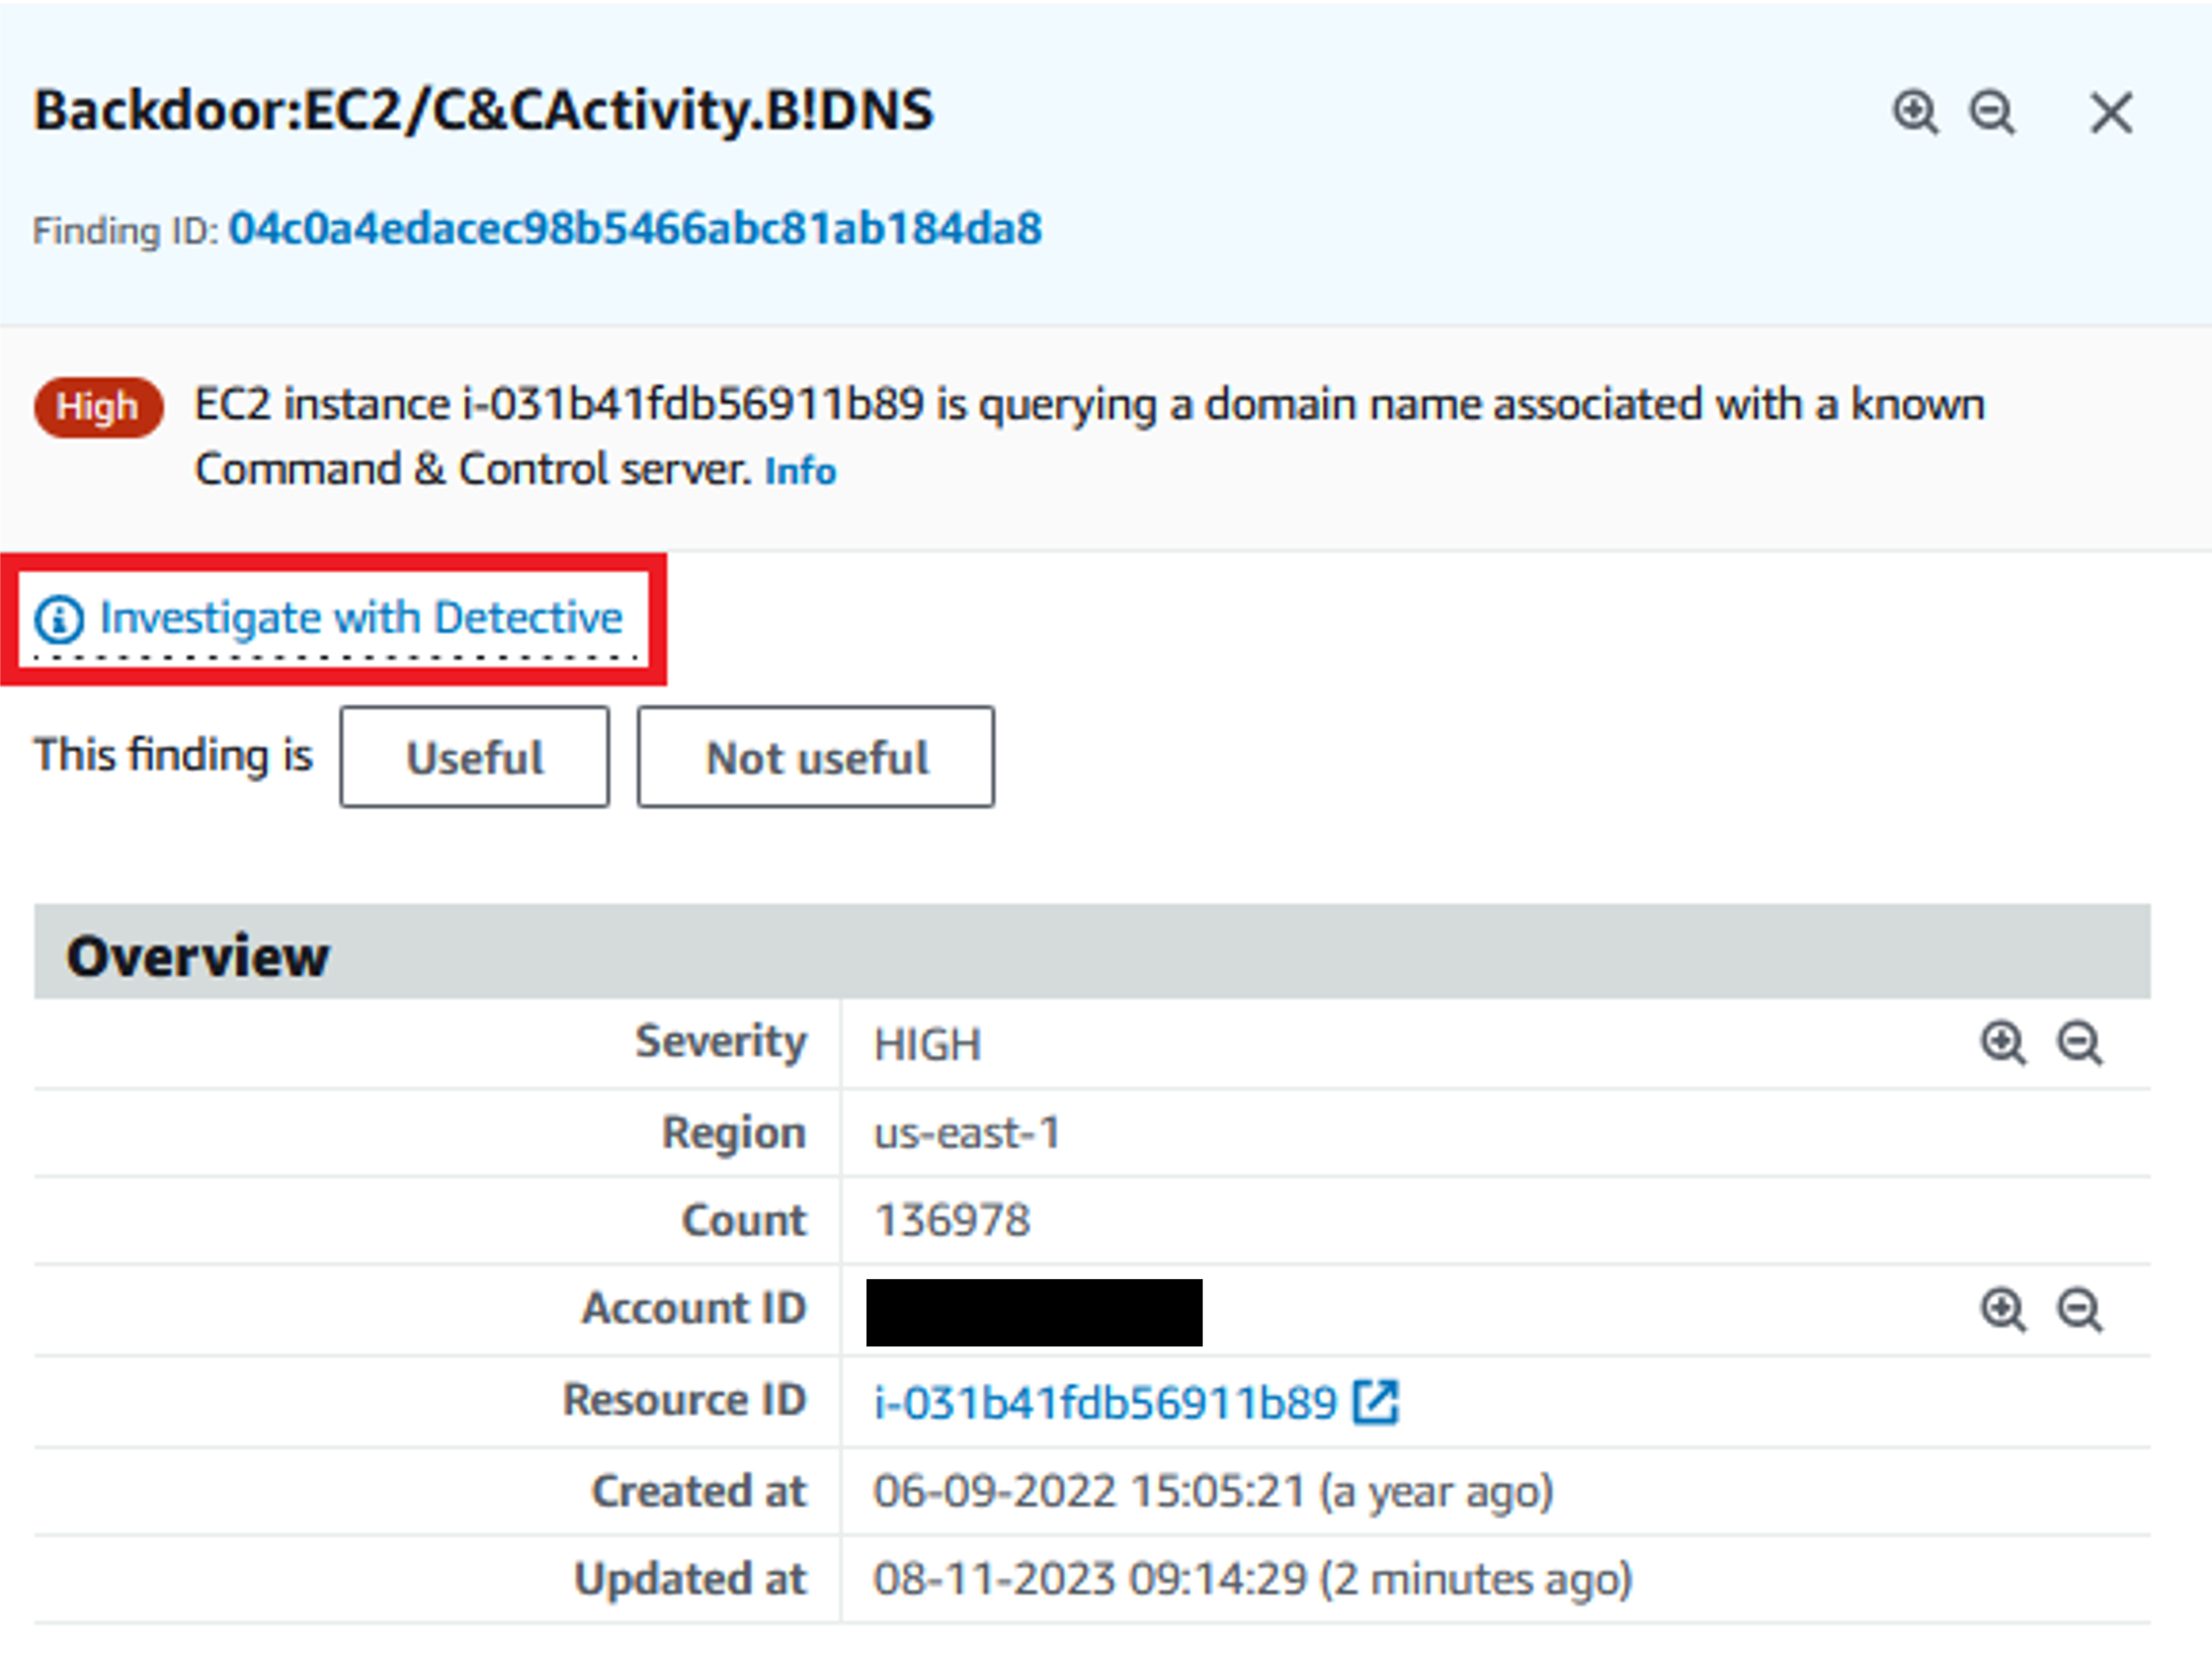 Backdoor:EC2/C&CActivity.B!DNS
Finding ID: 04c0a4edacec98b5466abc81ab184da8
High EC2 instance i-031b41fdb56911b89 is querying a domain name associated with a known
Command & Control server. Info
Investigate with Detective
This finding is Useful Not useful
Overview
Severity HIGH
Region us-east-1
Count 136978
Account ID
Resource ID i-031b41fdb56911b89
Created at 06-09-2022 15:05:21 (a year ago)
Updated at 08-11-2023 09:14:29 (2 minutes ago)